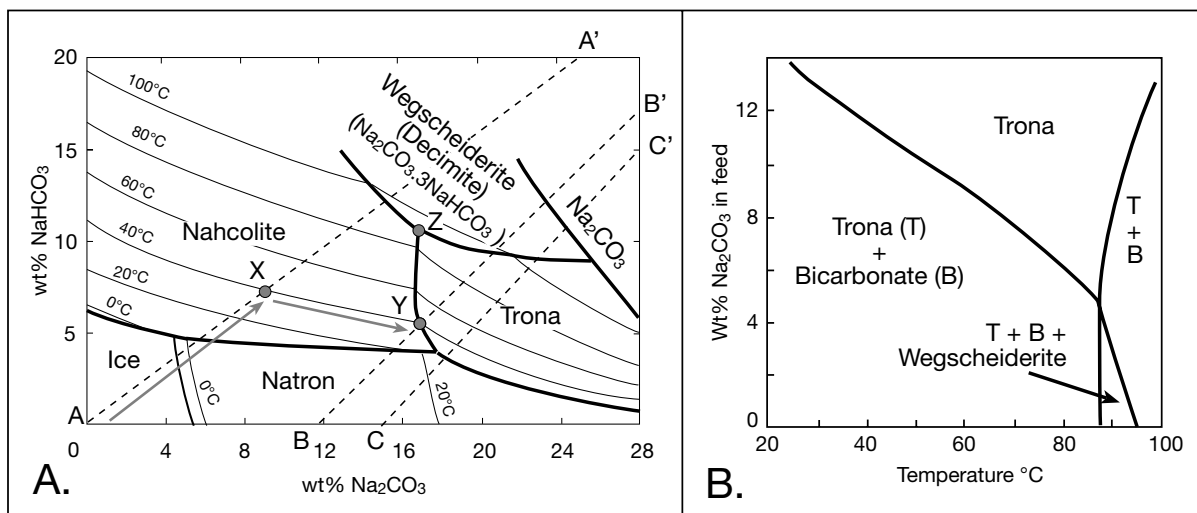 A'
B'
C'
20
15
10
5
0
wt% NaHCO₃
100°C
80°C
60°C
40°C
20°C
0°C
Wegscheiderite
(Decimite)
(Na₂CO₃.3NaHCO₃)
Na₂CO₃
Nahcolite
X
Z
Y
Trona
Ice
0°C
Natron
20°C
A
B
C
0 4 8 12 16 20 24 28
wt% Na₂CO₃
A.
12
8
4
0
Wt% Na₂CO₃ in feed
Trona
Trona (T)
+
Bicarbonate (B)
T
+
B
T + B +
Wegscheiderite
20 40 60 80 100
Temperature °C
B.